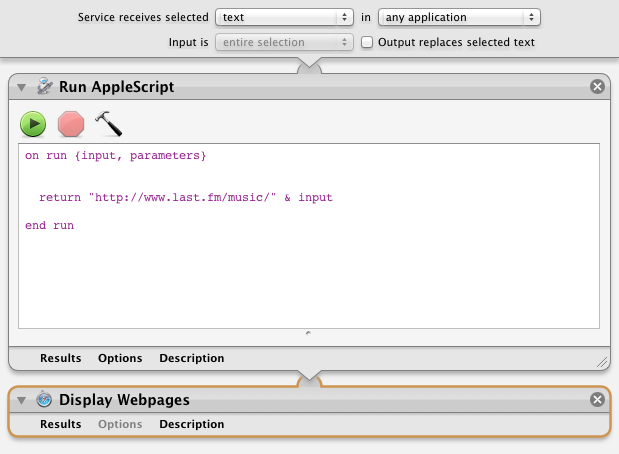 Service receives selected text in any application
Input is entire selection Output replaces selected text
Run AppleScript
on run {input, parameters}
return "http://www.last.fm/music/" & input
end run
Results Options Description
Display Webpages
Results Options Description